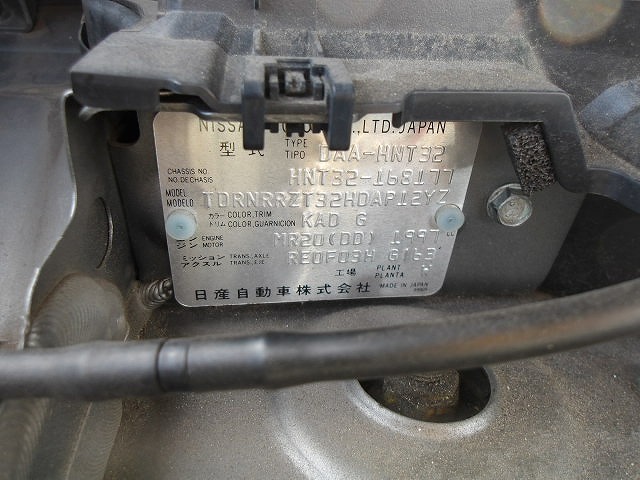 NISSA ,LTD.JAPAN
型式 TYPE TIPO DAA-HNT32
CHASSIS NO. NO.DECHASIS HNT32-168177
MODEL MODELO TDRNRRZT32HDAP12YZ
カラー トリム COLOR,TRIM COLOR,GUARNICION KAD G
ジン ENGINE MOTOR MR20(DD) 1997 cc
ミッション アクスル TRANS.,AXLE TRANS.,EJE RE0F09H G163
工場 PLANT PLANTA H
日産自動車株式会社 MADE IN JAPAN